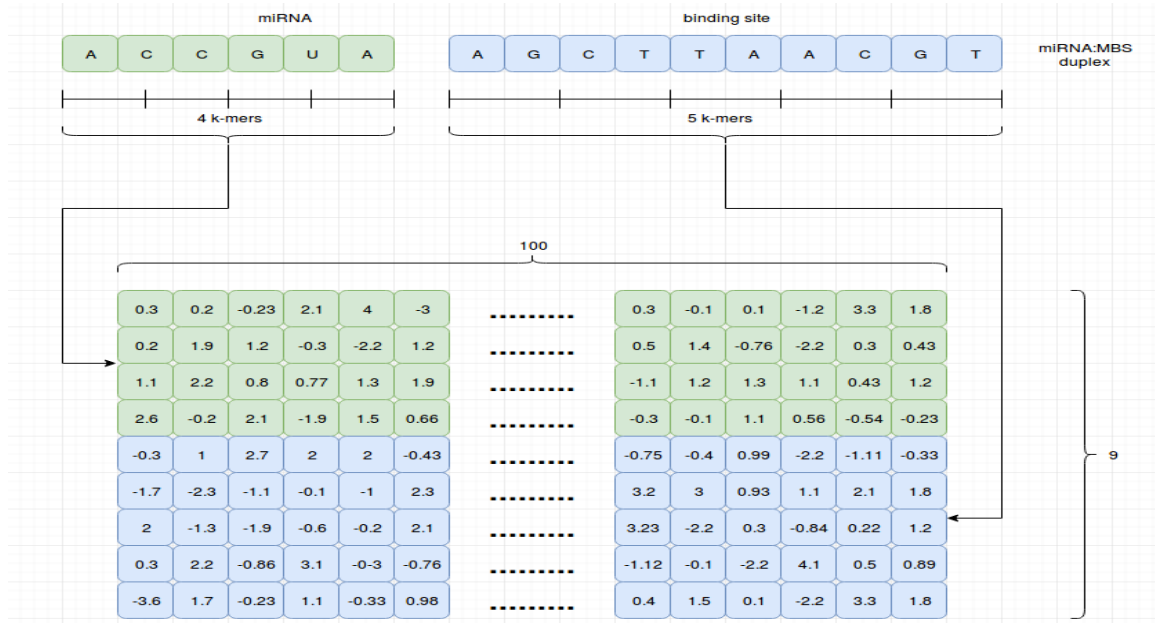 miRNA binding site
A C C G U A A G C T T A A C G T miRNA:MBS
duplex
4 k-mers 5 k-mers
100
0.3 0.2 -0.23 2.1 4 -3 ......... 0.3 -0.1 0.1 -1.2 3.3 1.8
0.2 1.9 1.2 -0.3 -2.2 1.2 ......... 0.5 1.4 -0.76 -2.2 0.3 0.43
1.1 2.2 0.8 0.77 1.3 1.9 ......... -1.1 1.2 1.3 1.1 0.43 1.2
2.6 -0.2 2.1 -1.9 1.5 0.66 ......... -0.3 -0.1 1.1 0.56 -0.54 -0.23
-0.3 1 2.7 2 2 -0.43 ......... -0.75 -0.4 0.99 -2.2 -1.11 -0.33 9
-1.7 -2.3 -1.1 -0.1 -1 2.3 ......... 3.2 3 0.93 1.1 2.1 1.8
2 -1.3 -1.9 -0.6 -0.2 2.1 ......... 3.23 -2.2 0.3 -0.84 0.22 1.2
0.3 2.2 -0.86 3.1 -0-3 -0.76 ......... -1.12 -0.1 -2.2 4.1 0.5 0.89
-3.6 1.7 -0.23 1.1 -0.33 0.98 ......... 0.4 1.5 0.1 -2.2 3.3 1.8